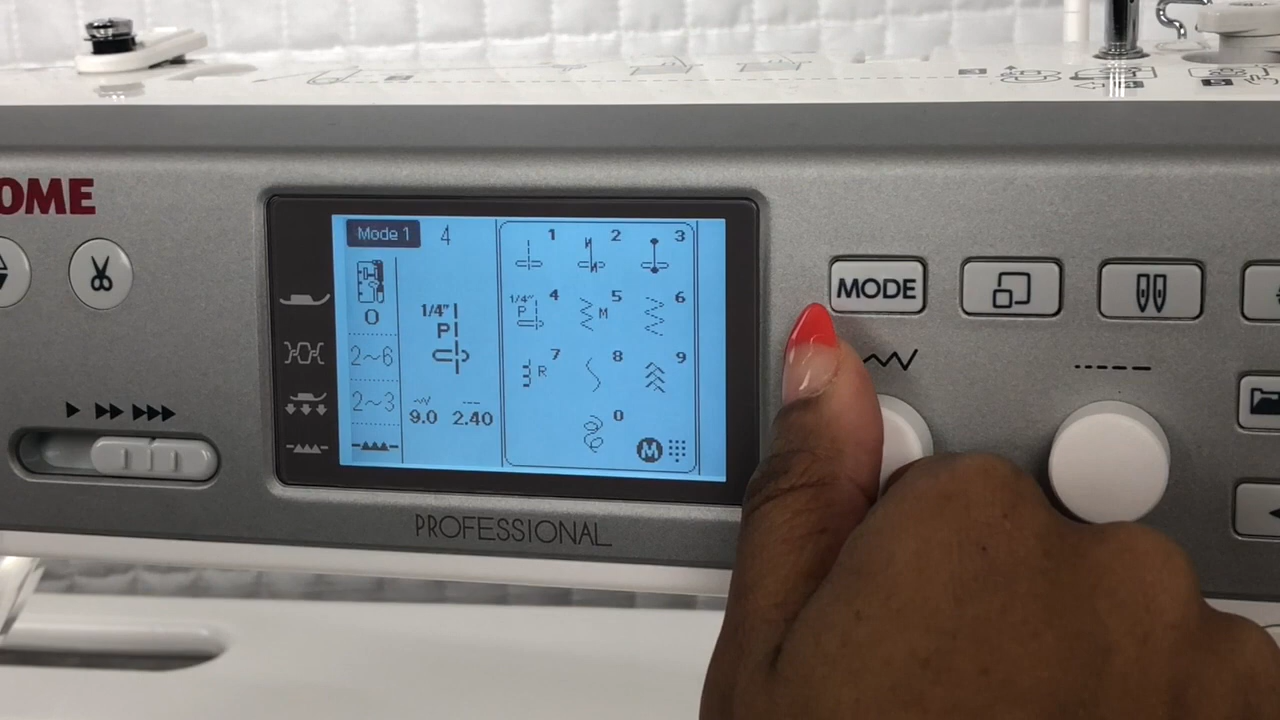 OME
Mode 1 4
0
2~6
2~3
1/4"
P
9.0 2.40
1 2 3
1/4"
P
4 5 M 6
7 R 8 9
0
M
MODE
PROFESSIONAL